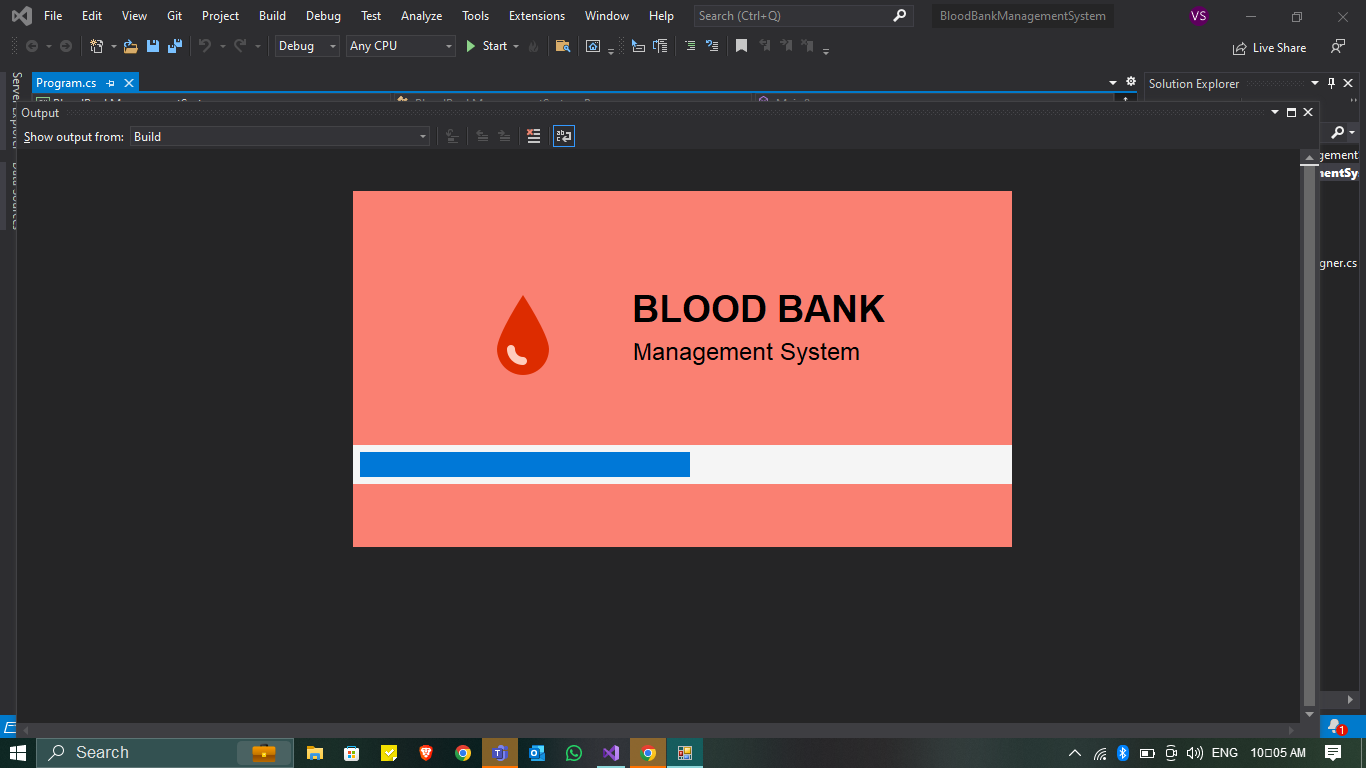 File Edit View Git Project Build Debug Test Analyze Tools Extensions Window Help Search (Ctrl+Q) BloodBankManagementSystem VS
Debug Any CPU Start Live Share
Program.cs
Solution Explorer
Output
Show output from: Build
gement
mentSy
gner.cs
BLOOD BANK
Management System
1
Search
ENG 10□05 AM